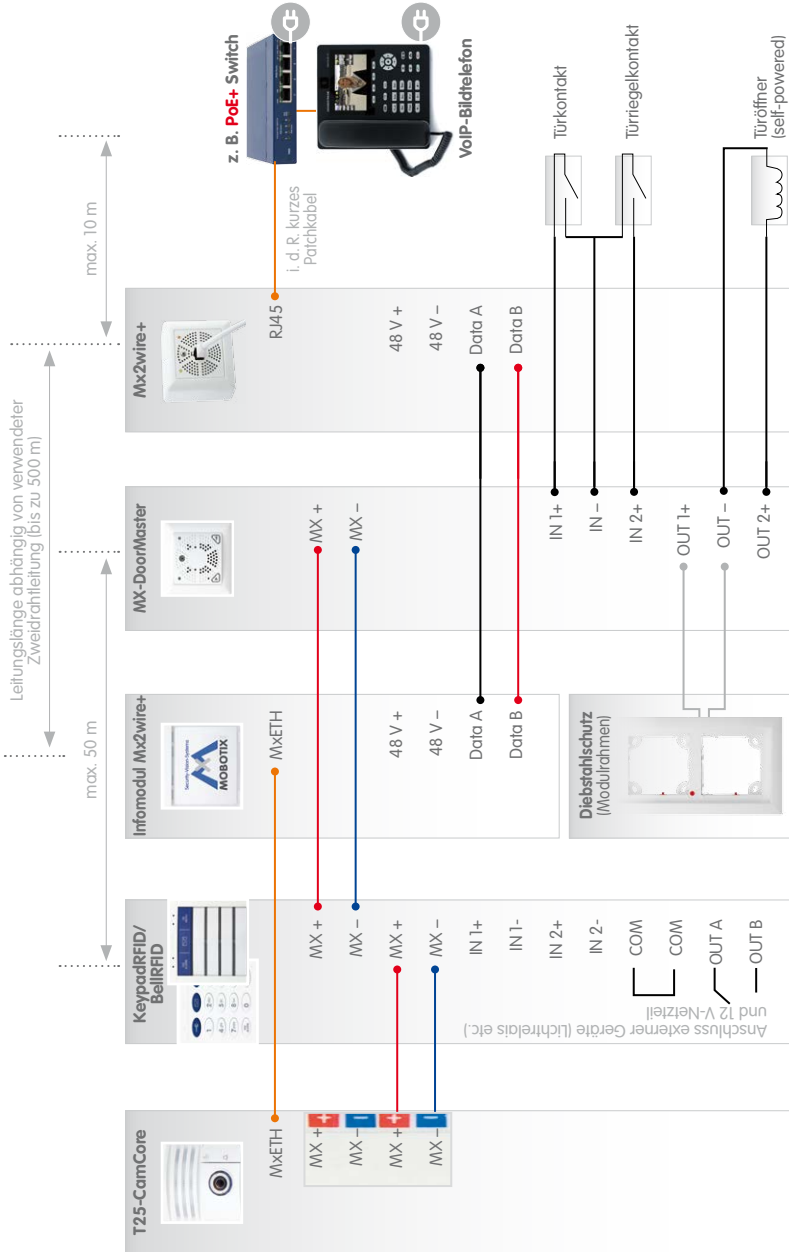 Leitungslänge abhängig von verwendeter
Zweidrahtleitung (bis zu 500 m)
max. 50 m
max. 10 m
T25-CamCore
MxETH
MX +
MX –
MX +
MX –
KeypadRFID/
BellRFID
MX +
MX –
MX +
MX –
IN 1+
IN 1-
IN 2+
IN 2-
COM
COM
OUT A
OUT B
Anschluss externer Geräte (Lichtrelais etc.)
und 12 V-Netzteil
Infomodul Mx2wire+
Security-Vision-Systems
MOBOTIX
MxETH
48 V +
48 V –
Data A
Data B
Diebstahlschutz
(Modulrahmen)
MX-DoorMaster
MX +
MX –
IN 1+
IN –
IN 2+
OUT 1+
OUT –
OUT 2+
Mx2wire+
RJ45
48 V +
48 V –
Data A
Data B
i. d. R. kurzes
Patchkabel
z. B. PoE+ Switch
VoIP-Bildtelefon
Türkontakt
Türriegelkontakt
Türöffner
(self-powered)